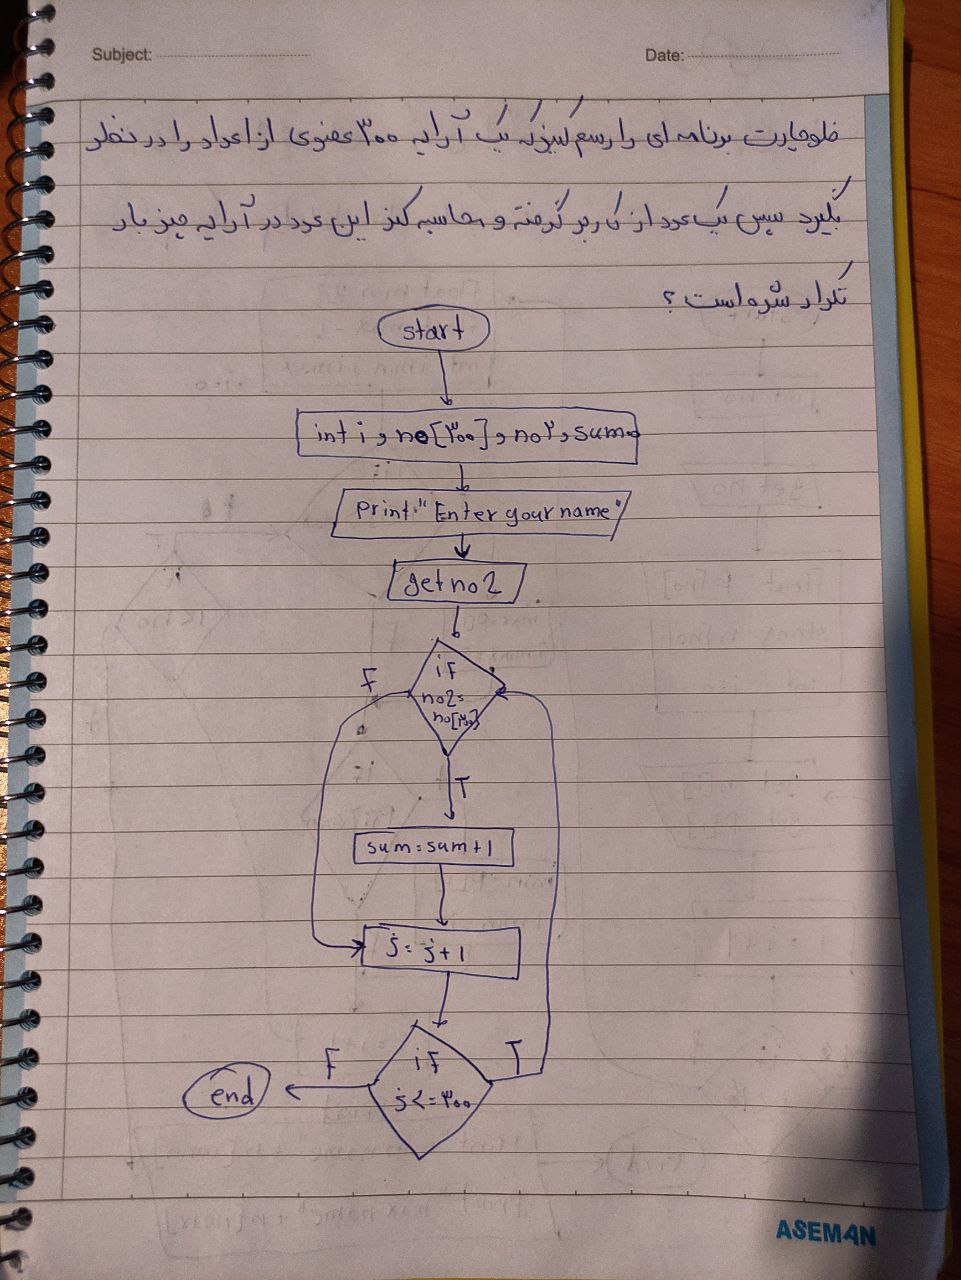 Subject:
Date:
فلوچارت برنامه ای را رسم کنید که یک آرایه ۳۰۰ عضوی از اعداد را در نظر
بگیرد سپس یک عدد از کاربر گرفته و محاسبه کند این عدد در آرایه چند بار
تکرار شده است ؟
start
int i , no[۳۰۰] , no۲ , sum=۰
print "Enter your name"
get no2
if
F
no2=
no[۳۰۰]
T
sum = sum + 1
j = j + 1
if
F
T
j <= ۳۰۰
end
ASEMAN